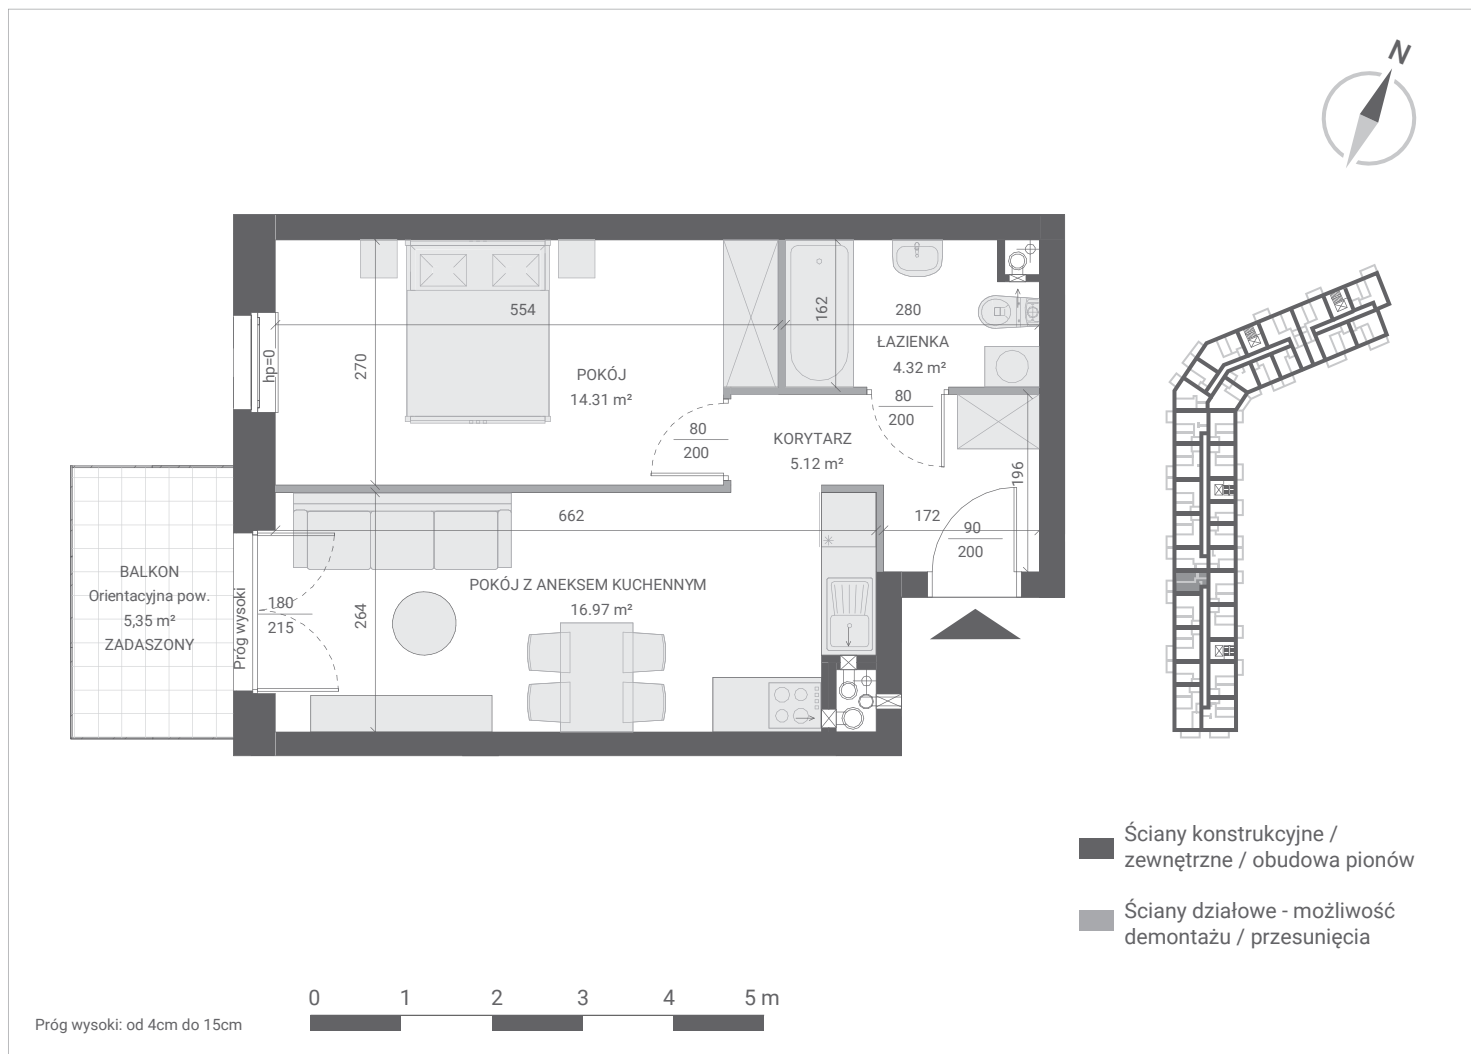 N
554
280
162
ŁAZIENKA
4.32 m²
hp=0
270
POKÓJ
14.31 m²
80
200
80
200
KORYTARZ
5.12 m²
196
662
172
90
200
BALKON
Orientacyjna pow.
5,35 m²
ZADASZONY
Próg wysoki
180
215
264
POKÓJ Z ANEKSEM KUCHENNYM
16.97 m²
Ściany konstrukcyjne /
zewnętrzne / obudowa pionów
Ściany działowe - możliwość
demontażu / przesunięcia
0 1 2 3 4 5 m
Próg wysoki: od 4cm do 15cm